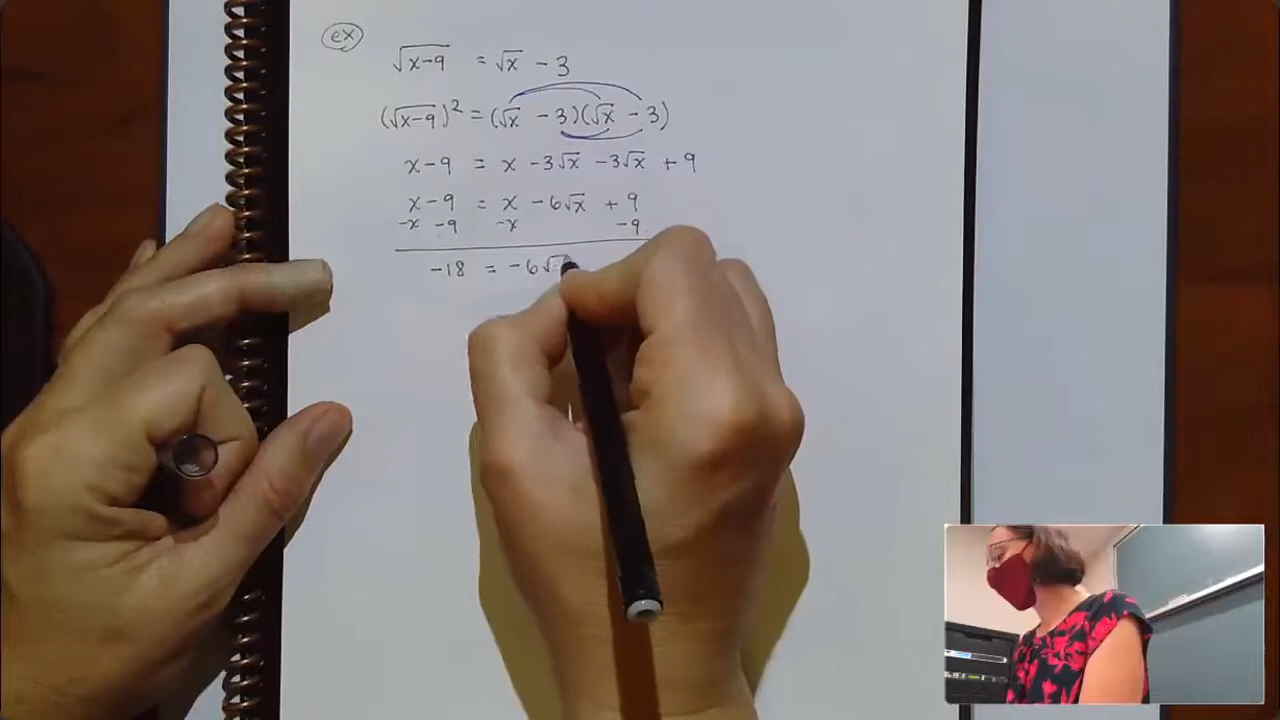 ex
√x-9 = √x - 3
(√x-9)² = (√x - 3)(√x - 3)
x-9 = x -3√x -3√x +9
x-9 = x -6√x +9
-x -9 -x -9
-18 = -6√